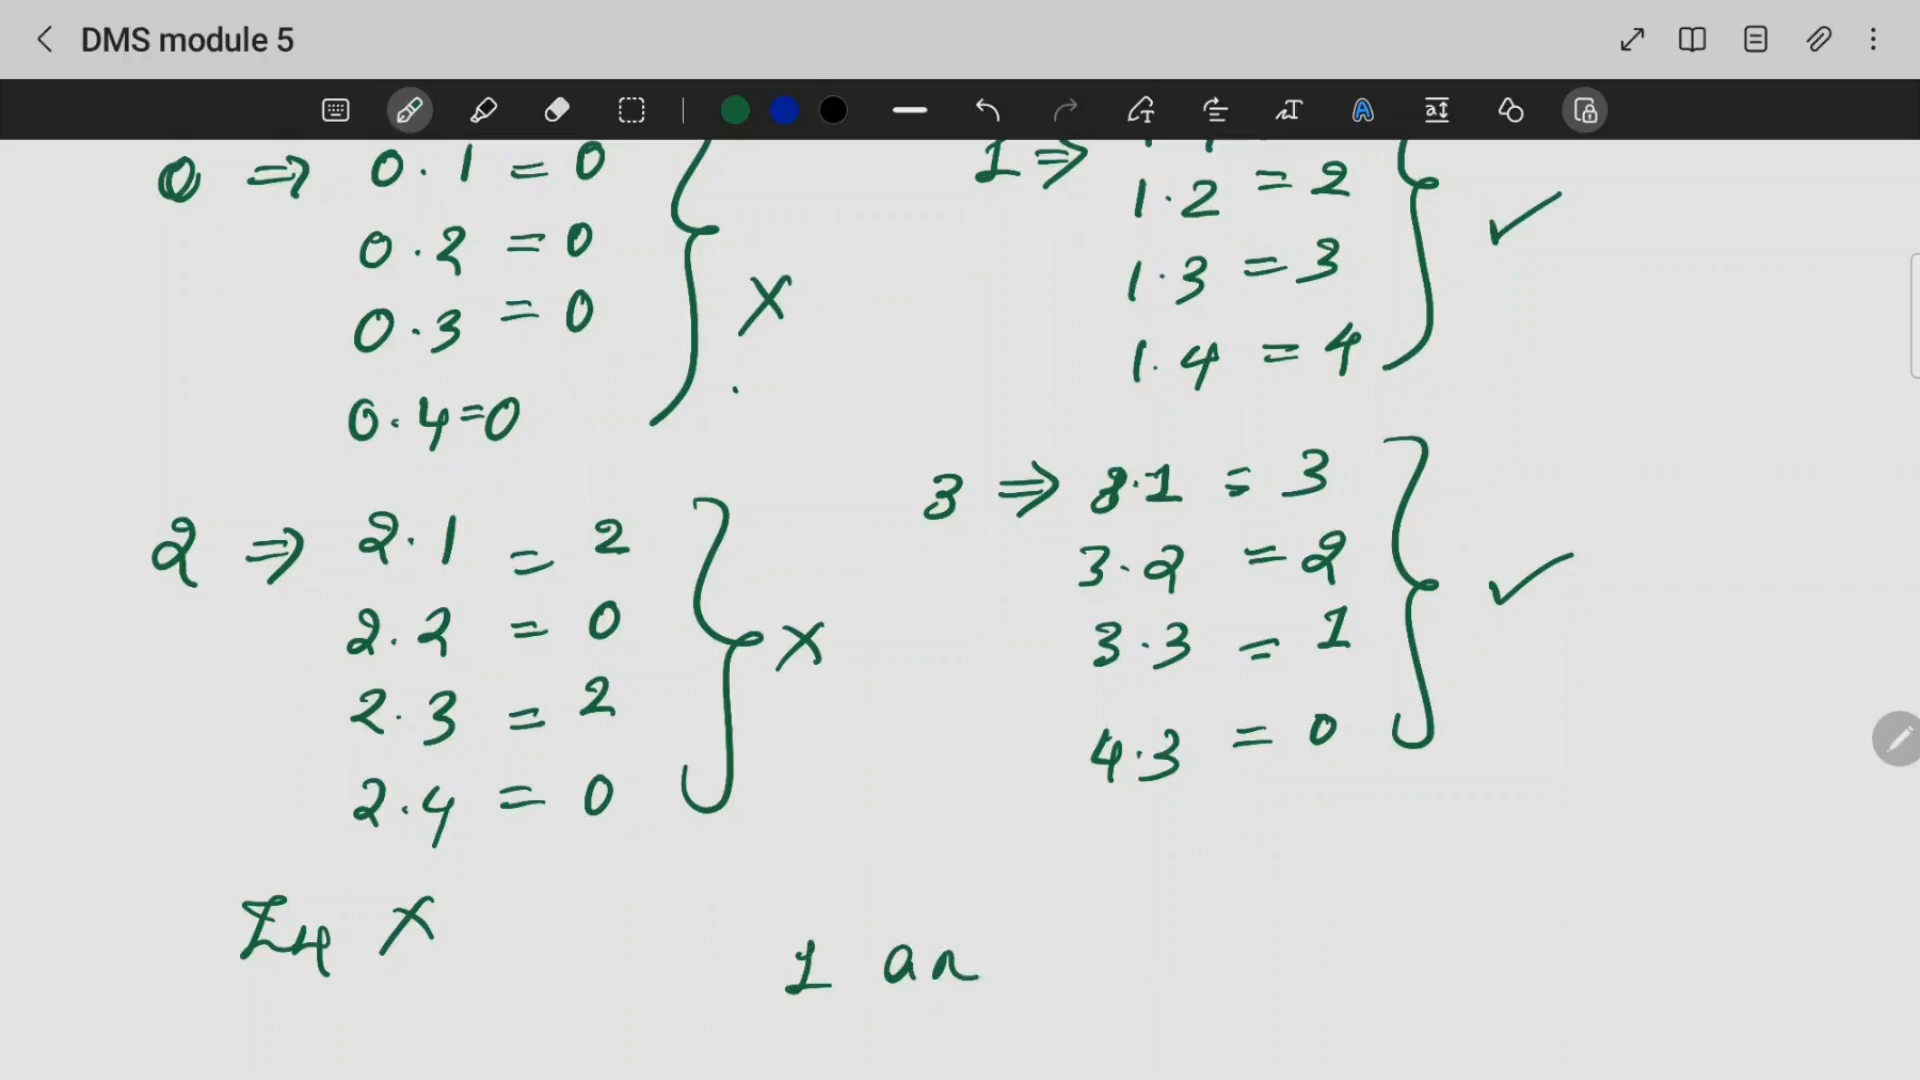 DMS module 5
0 ⇒ 0.1 = 0
0.2 = 0
0.3 = 0
0.4=0
X
1 ⇒
1.2 = 2
1.3 = 3
1.4 = 4
✓
2 ⇒ 2.1 = 2
2.2 = 0
2.3 = 2
2.4 = 0
X
3 ⇒ 3.1 = 3
3.2 = 2
3.3 = 1
4.3 = 0
✓
Z4 X
1 an